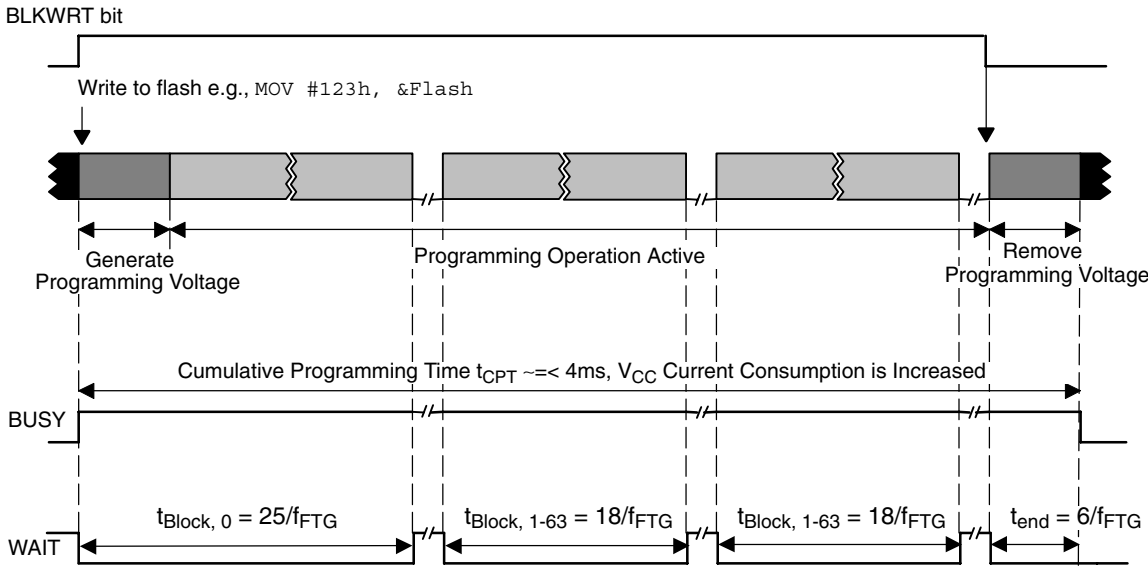 BLKWRT bit
Write to flash e.g., MOV #123h, &Flash
Generate
Programming Voltage
Programming Operation Active
Remove
Programming Voltage
Cumulative Programming Time tCPT ~=< 4ms, VCC Current Consumption is Increased
BUSY
tBlock, 0 = 25/fFTG
tBlock, 1-63 = 18/fFTG
tBlock, 1-63 = 18/fFTG
tend = 6/fFTG
WAIT